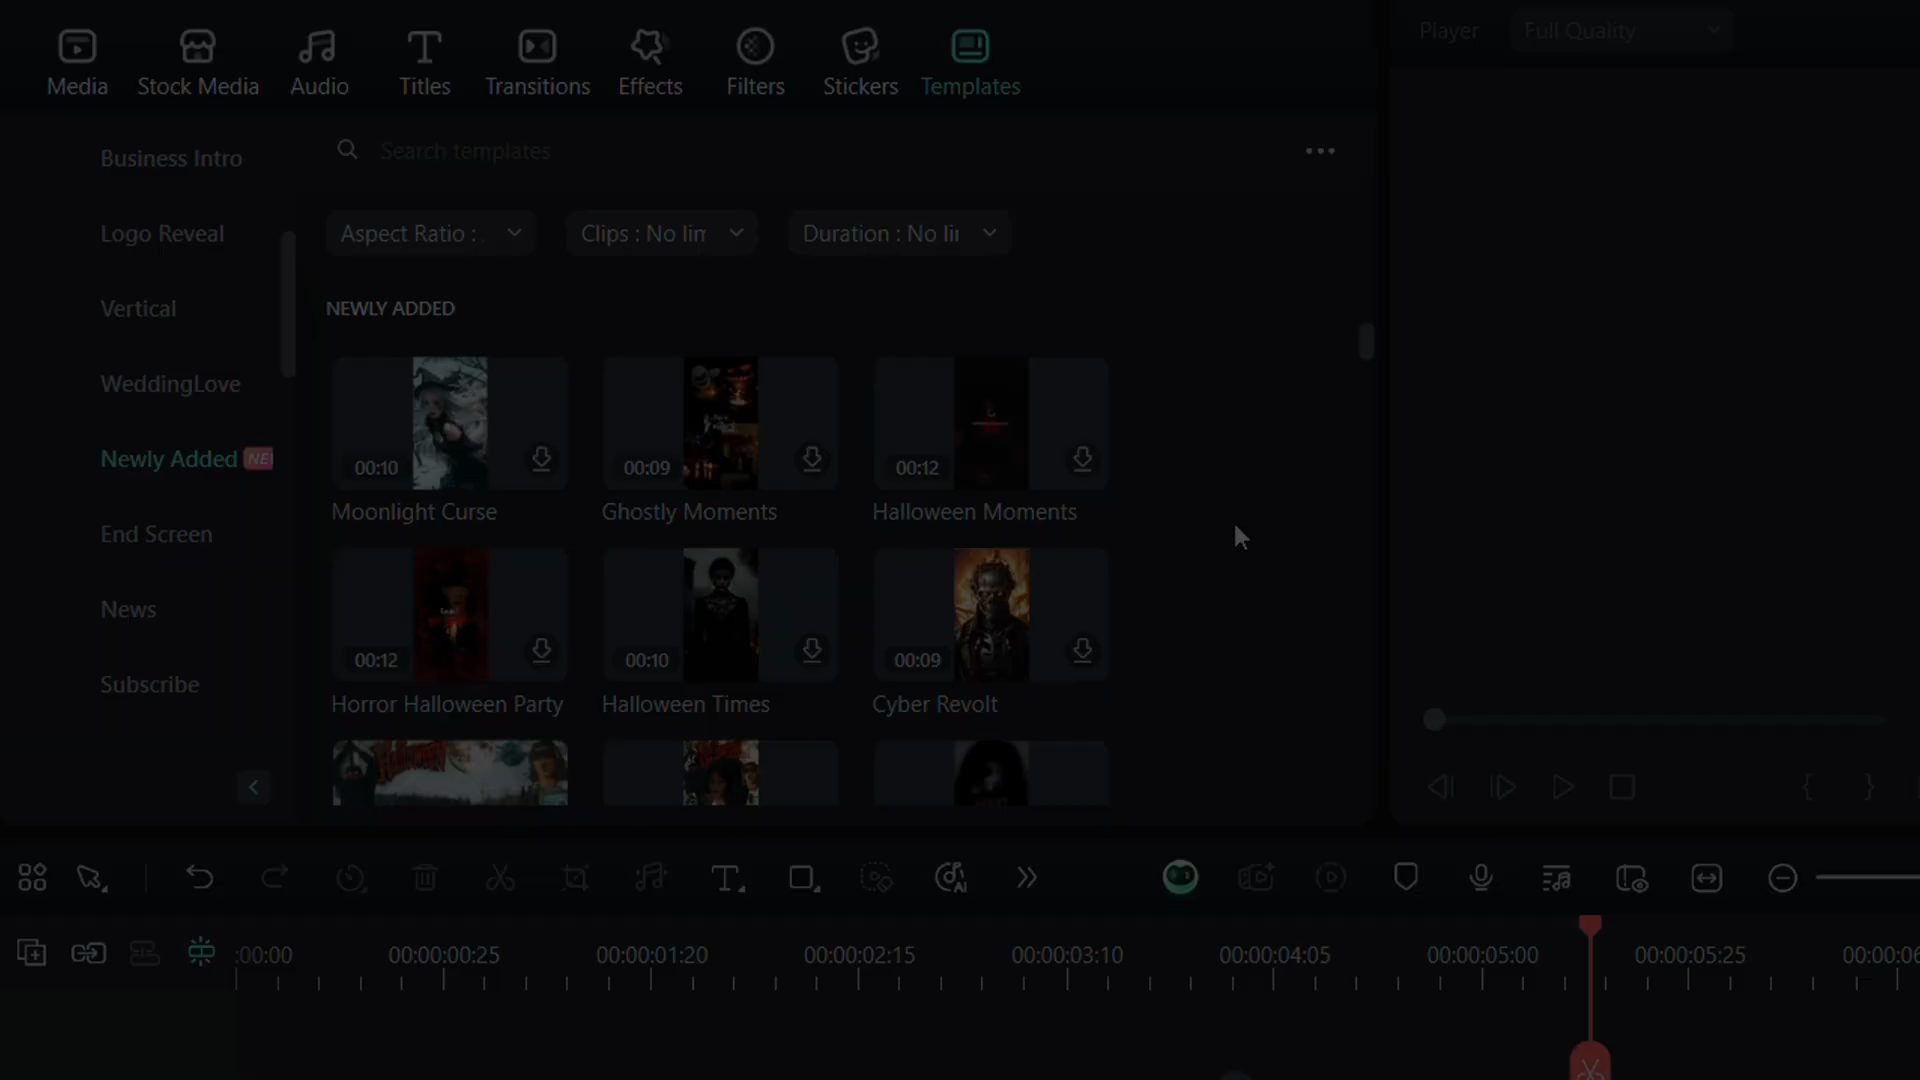 Media
Stock Media
Audio
Titles
Transitions
Effects
Filters
Stickers
Templates
Player
Full Quality
Business Intro
Logo Reveal
Vertical
WeddingLove
Newly Added
End Screen
News
Subscribe
Search templates
Aspect Ratio :
Clips : No lim
Duration : No li
NEWLY ADDED
00:10
00:09
00:12
Moonlight Curse
Ghostly Moments
Halloween Moments
00:12
00:10
00:09
Horror Halloween Party
Halloween Times
Cyber Revolt
Halloween
AI
:00:00
00:00:00:25
00:00:01:20
00:00:02:15
00:00:03:10
00:00:04:05
00:00:05:00
00:00:05:25